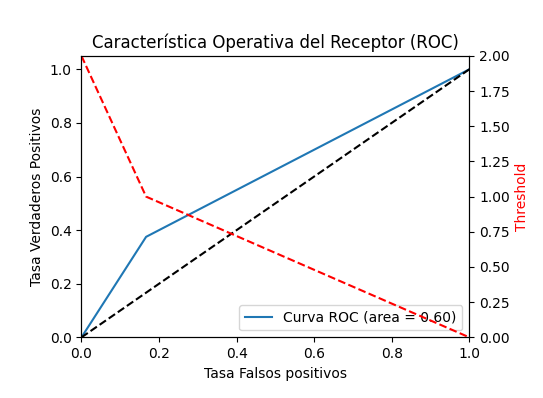 Característica Operativa del Receptor (ROC)
Tasa Verdaderos Positivos
1.0
0.8
0.6
0.4
0.2
0.0
2.00
1.75
1.50
1.25
1.00
0.75
0.50
0.25
0.00
Threshold
Curva ROC (area = 0.60)
0.0 0.2 0.4 0.6 0.8 1.0
Tasa Falsos positivos